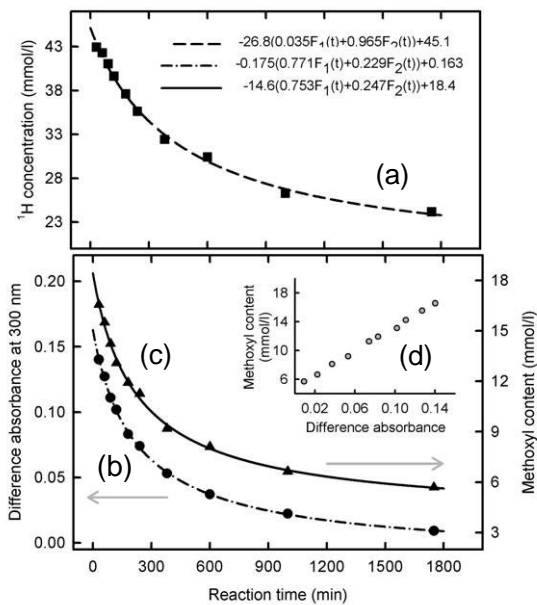 43
38
33
28
23
¹H concentration (mmol/l)
-26.8(0.035F₁(t)+0.965F₂(t))+45.1
-0.175(0.771F₁(t)+0.229F₂(t))+0.163
-14.6(0.753F₁(t)+0.247F₂(t))+18.4
(a)
0.20
0.15
0.10
0.05
0.00
Difference absorbance at 300 nm
(c)
(b)
18
16
14
10
6
Methoxyl content
(mmol/l)
(d)
0.02 0.06 0.10 0.14
Difference absorbance
18
15
12
9
6
3
Methoxyl content (mmol/l)
0 300 600 900 1200 1500 1800
Reaction time (min)